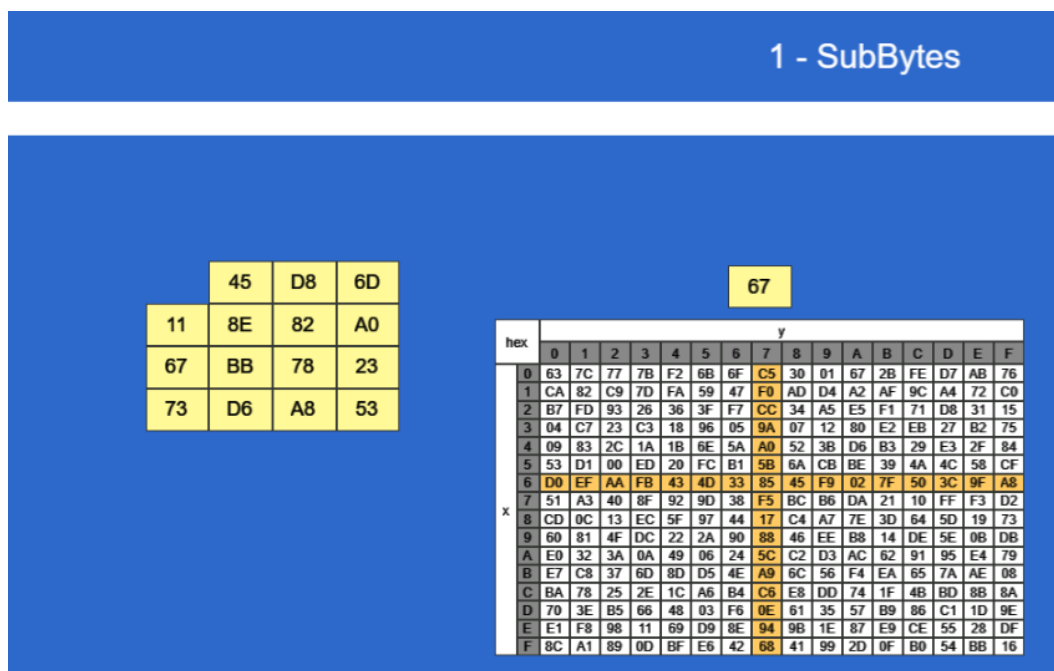 1 - SubBytes
45 D8 6D
11 8E 82 A0
67 BB 78 23
73 D6 A8 53
67
hex y
0 1 2 3 4 5 6 7 8 9 A B C D E F
x
0 63 7C 77 7B F2 6B 6F C5 30 01 67 2B FE D7 AB 76
1 CA 82 C9 7D FA 59 47 F0 AD D4 A2 AF 9C A4 72 C0
2 B7 FD 93 26 36 3F F7 CC 34 A5 E5 F1 71 D8 31 15
3 04 C7 23 C3 18 96 05 9A 07 12 80 E2 EB 27 B2 75
4 09 83 2C 1A 1B 6E 5A A0 52 3B D6 B3 29 E3 2F 84
5 53 D1 00 ED 20 FC B1 5B 6A CB BE 39 4A 4C 58 CF
6 D0 EF AA FB 43 4D 33 85 45 F9 02 7F 50 3C 9F A8
7 51 A3 40 8F 92 9D 38 F5 BC B6 DA 21 10 FF F3 D2
8 CD 0C 13 EC 5F 97 44 17 C4 A7 7E 3D 64 5D 19 73
9 60 81 4F DC 22 2A 90 88 46 EE B8 14 DE 5E 0B DB
A E0 32 3A 0A 49 06 24 5C C2 D3 AC 62 91 95 E4 79
B E7 C8 37 6D 8D D5 4E A9 6C 56 F4 EA 65 7A AE 08
C BA 78 25 2E 1C A6 B4 C6 E8 DD 74 1F 4B BD 8B 8A
D 70 3E B5 66 48 03 F6 0E 61 35 57 B9 86 C1 1D 9E
E E1 F8 98 11 69 D9 8E 94 9B 1E 87 E9 CE 55 28 DF
F 8C A1 89 0D BF E6 42 68 41 99 2D 0F B0 54 BB 16